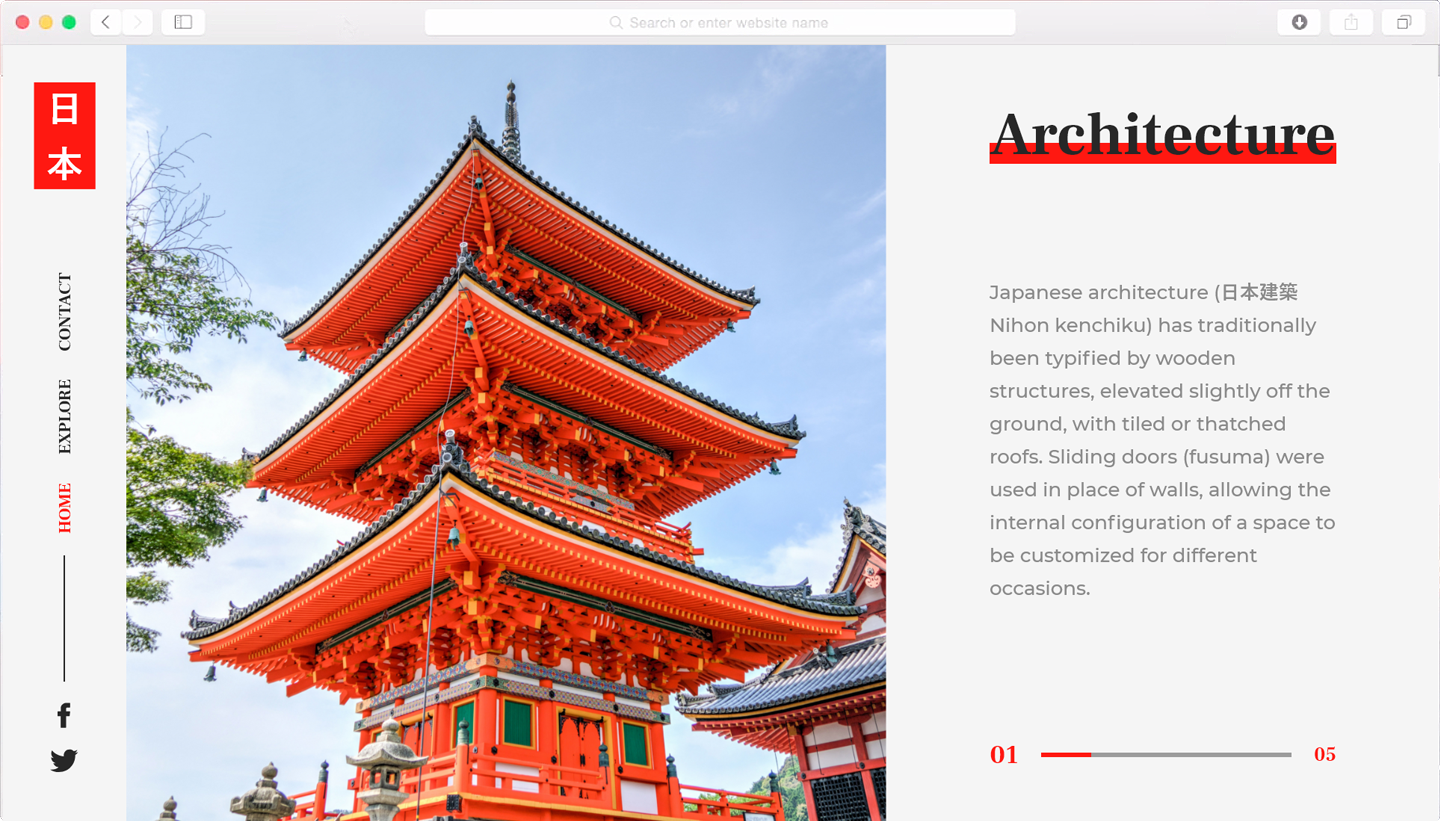 Search or enter website name
日
本
CONTACT
EXPLORE
HOME
Architecture
Japanese architecture (日本建築
Nihon kenchiku) has traditionally
been typified by wooden
structures, elevated slightly off the
ground, with tiled or thatched
roofs. Sliding doors (fusuma) were
used in place of walls, allowing the
internal configuration of a space to
be customized for different
occasions.
01
05